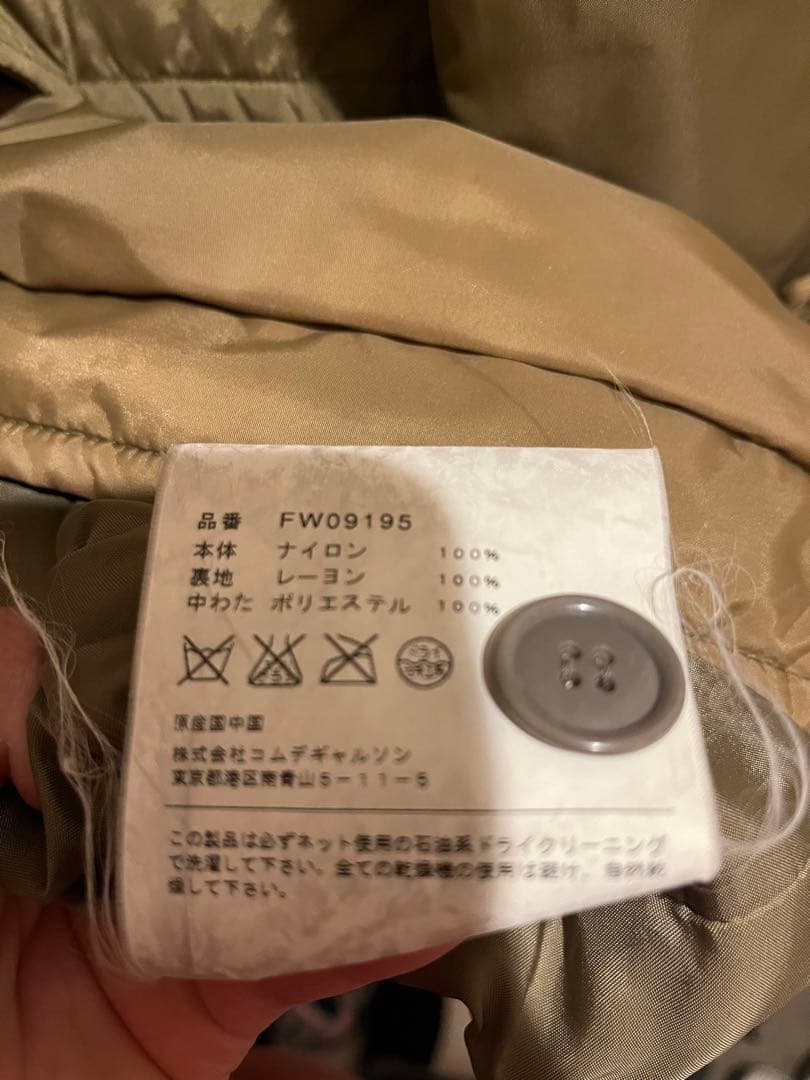 品番 FW09195
本体 ナイロン 100%
裏地 レーヨン 100%
中わた ポリエステル 100%
原産国中国
株式会社コムデギャルソン
東京都港区南青山5-11-5
この製品は必ずネット使用の石油系ドライクリーニング
で洗濯して下さい。全ての乾燥機の使用は避け、自然乾
燥して下さい。